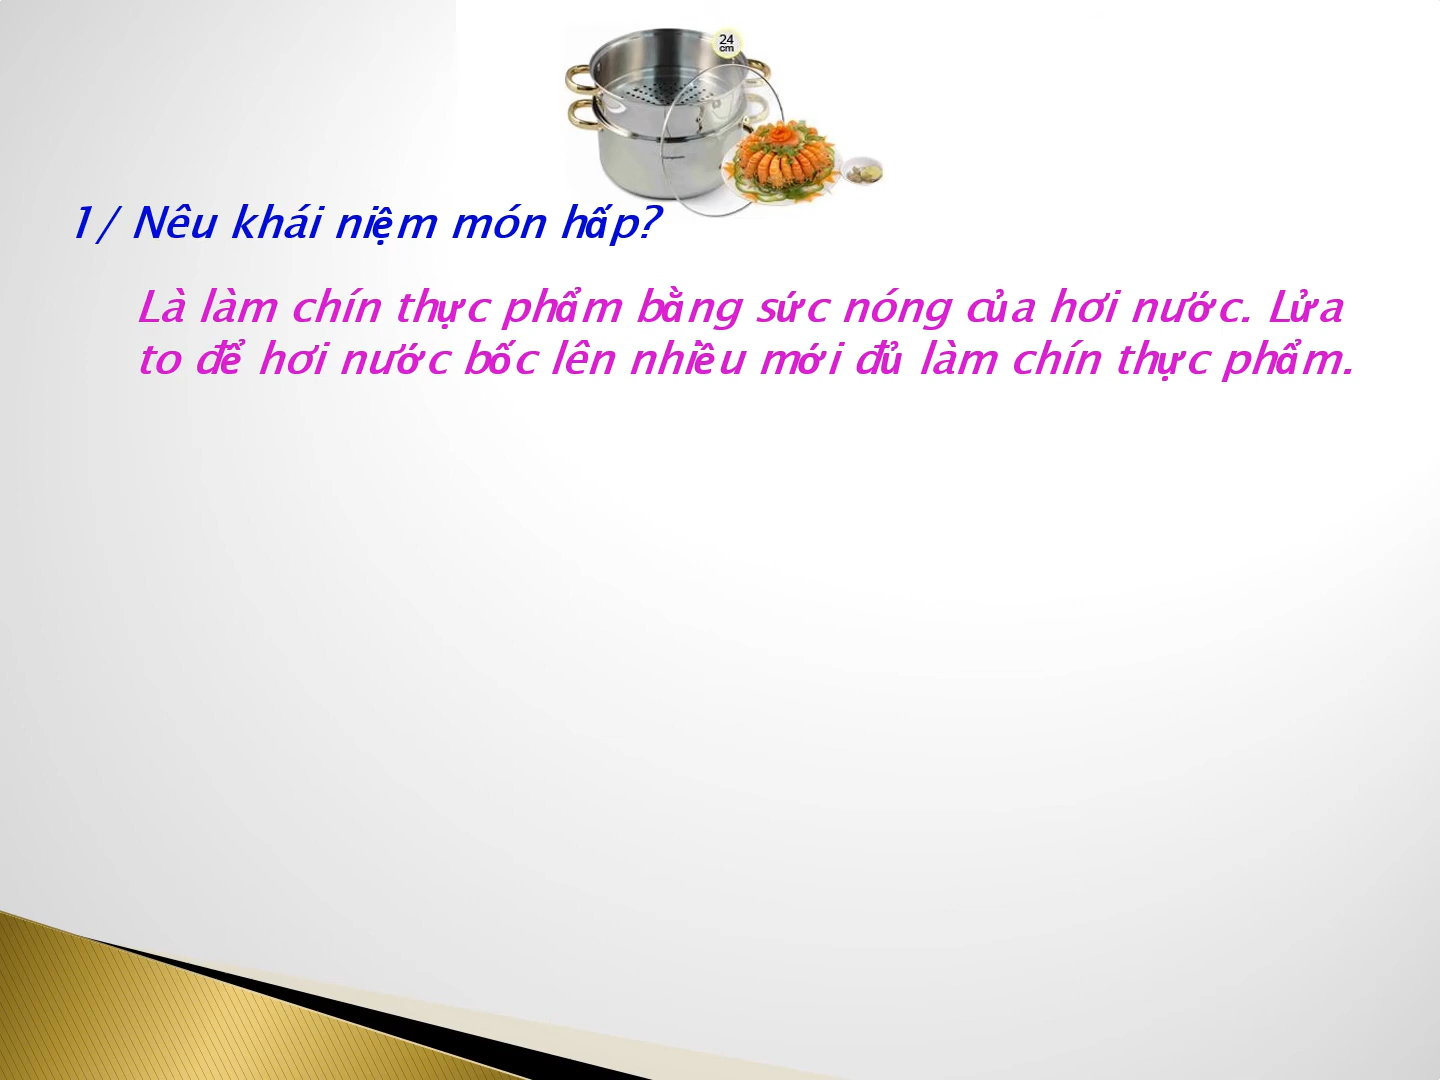 24
cm
1/ Nêu khái niệm món hấp?
Là làm chín thực phẩm bằng sức nóng của hơi nước. Lửa
to để hơi nước bốc lên nhiều mới đủ làm chín thực phẩm.